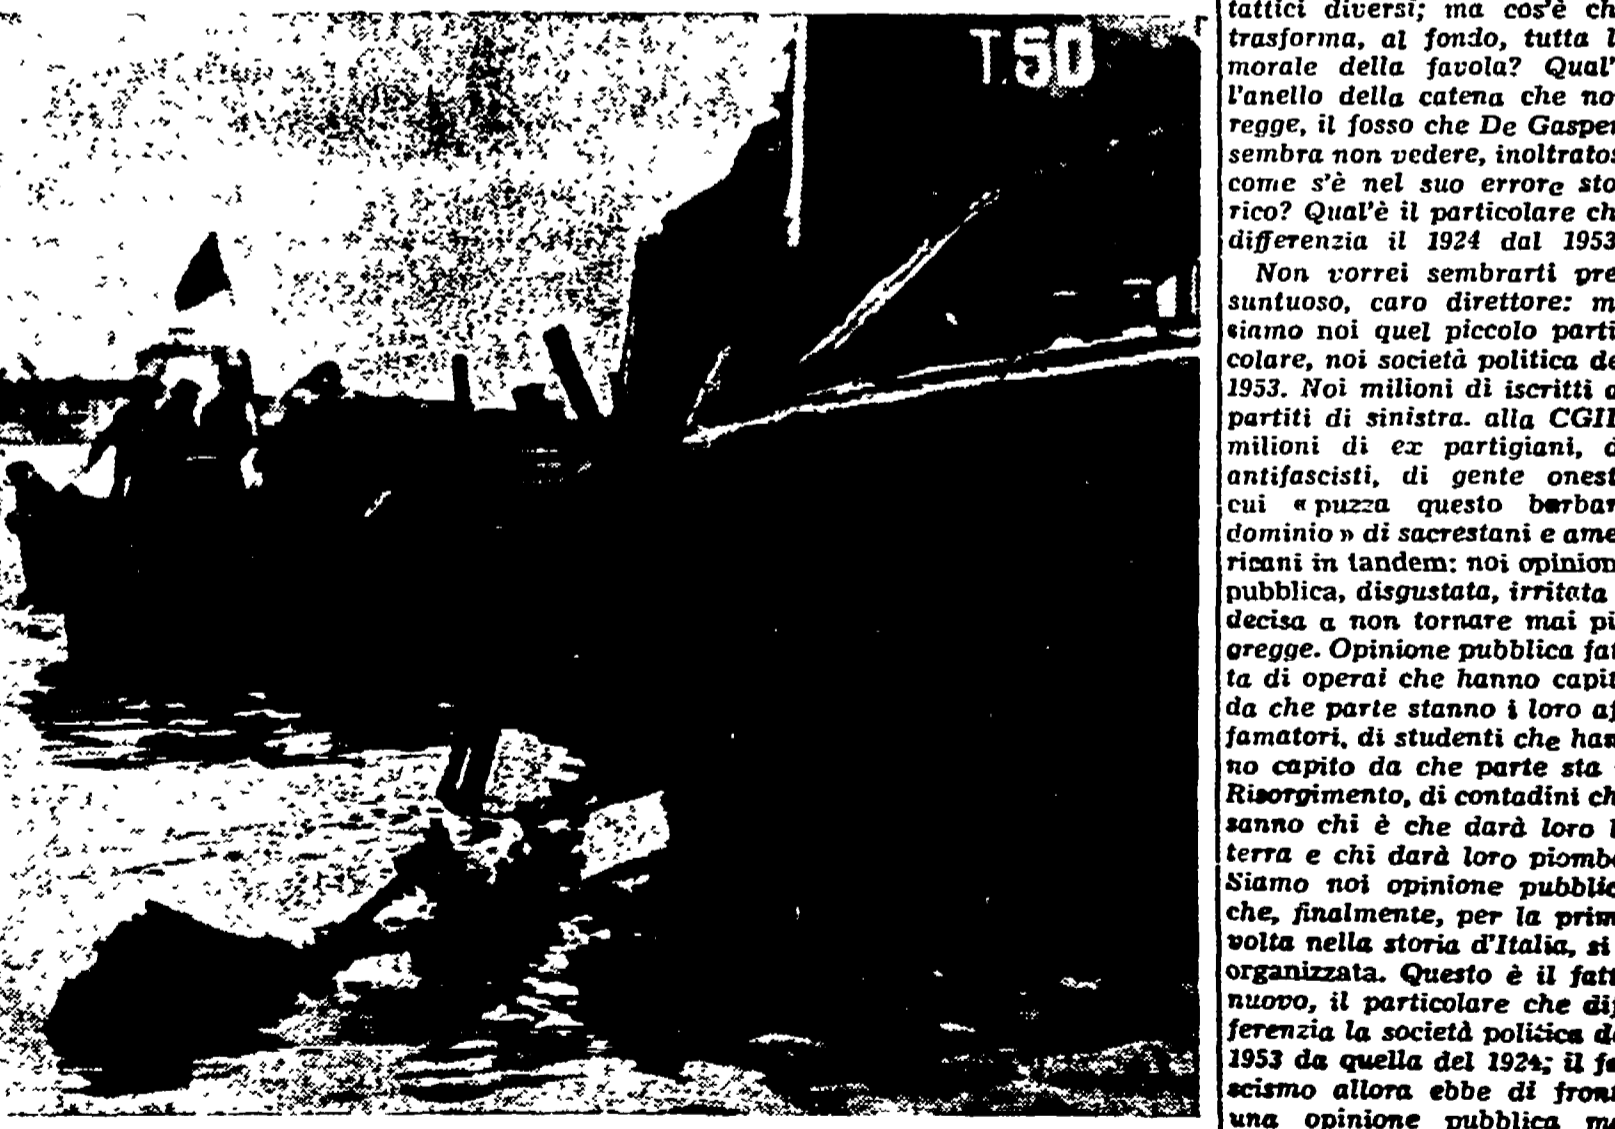 T.50
tattici diversi; ma cos'è ch
trasforma, al fondo, tutta l
morale della favola? Qual'
l'anello della catena che no
regge, il fosso che De Gasper
sembra non vedere, inoltratos
come s'è nel suo errore sto
rico? Qual'è il particolare ch
differenzia il 1924 dal 1953
Non vorrei sembrarti pre
suntuoso, caro direttore: m
siamo noi quel piccolo parti
colare, noi società politica de
1953. Noi milioni di iscritti a
partiti di sinistra. alla CGIL
milioni di ex partigiani, d
antifascisti, di gente onest
cui « puzza questo barbar
dominio » di sacrestani e ame
ricani in tandem: noi opinion
pubblica, disgustata, irritata
decisa a non tornare mai pi
gregge. Opinione pubblica fat
ta di operai che hanno capit
da che parte stanno i loro af
famatori, di studenti che han
no capito da che parte sta
Risorgimento, di contadini ch
sanno chi è che darà loro l
terra e chi darà loro piombo
Siamo noi opinione pubblic
che, finalmente, per la prim
volta nella storia d'Italia, si
organizzata. Questo è il fatt
nuovo, il particolare che dif
ferenzia la società politica de
1953 da quella del 1924; il fa
scismo allora ebbe di front
una opinione pubblica me